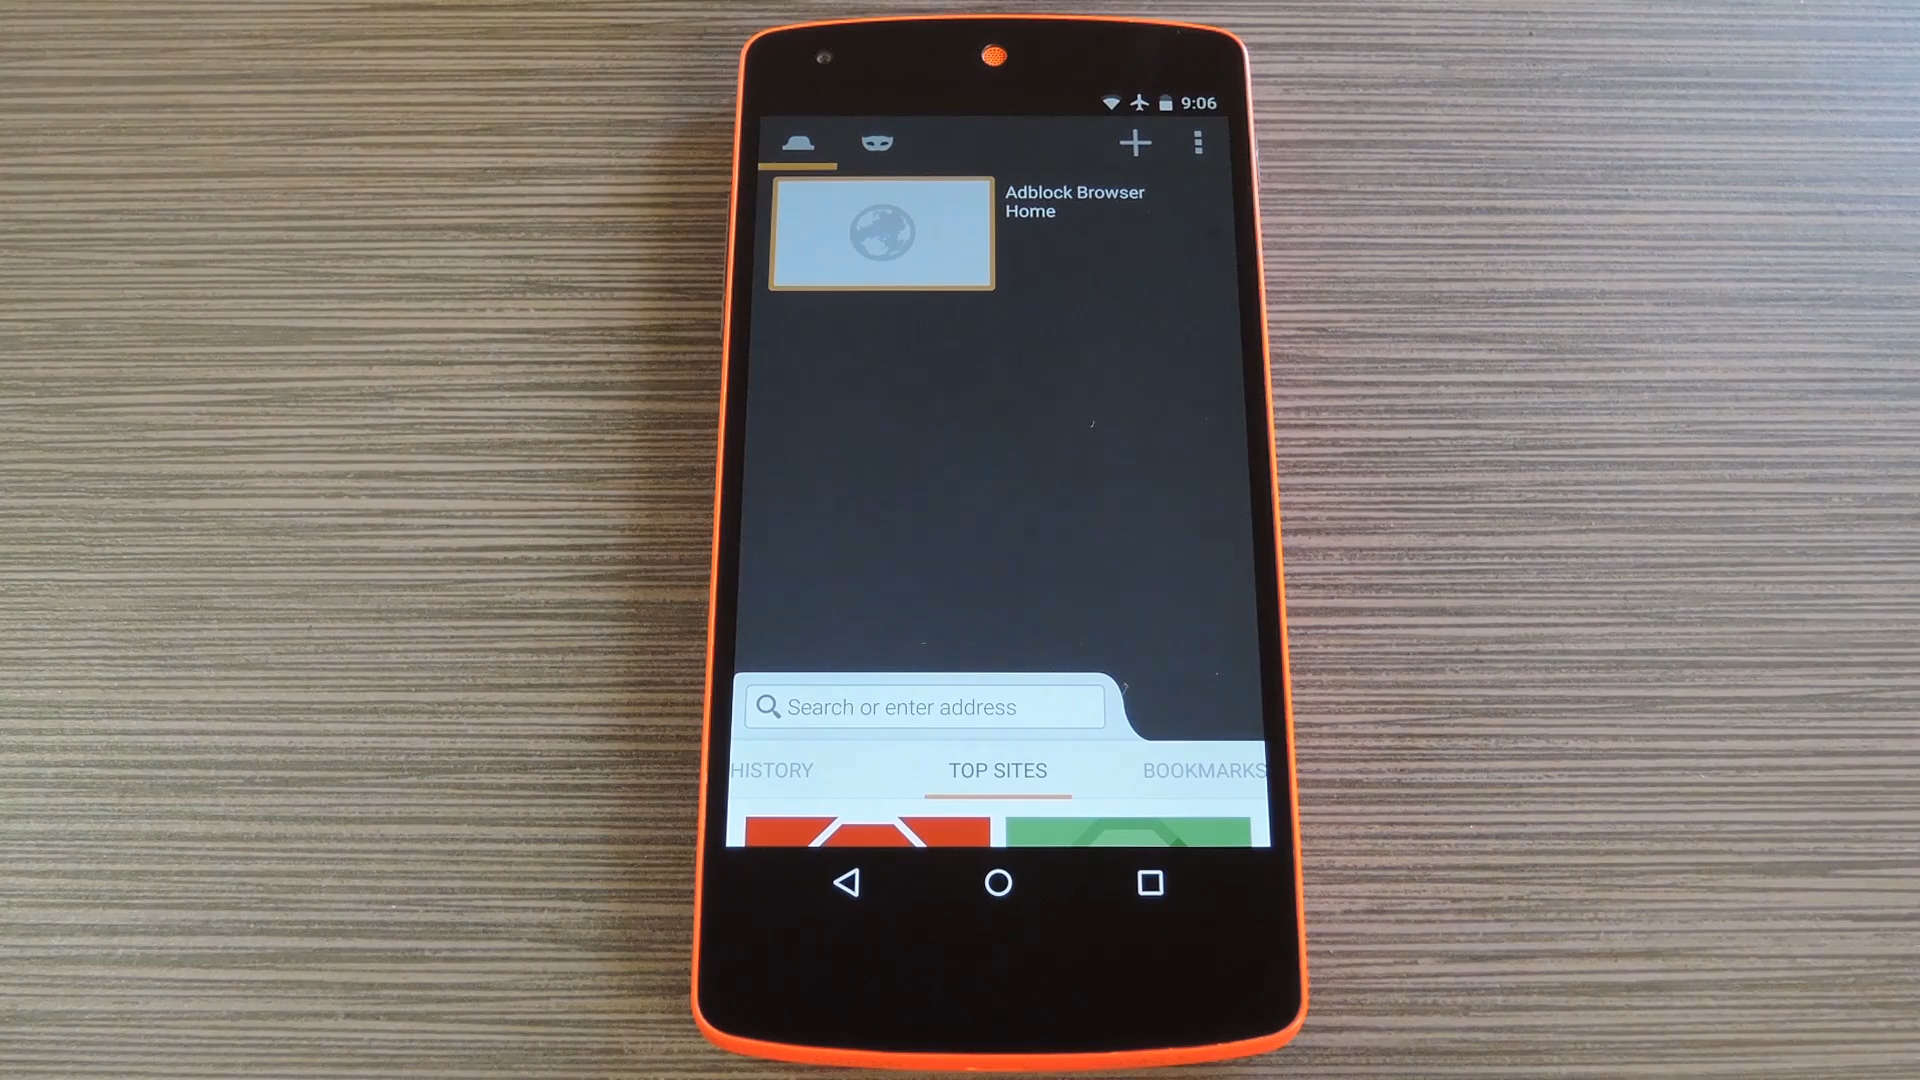 9:06
Adblock Browser
Home
Search or enter address
HISTORY
TOP SITES
BOOKMARKS